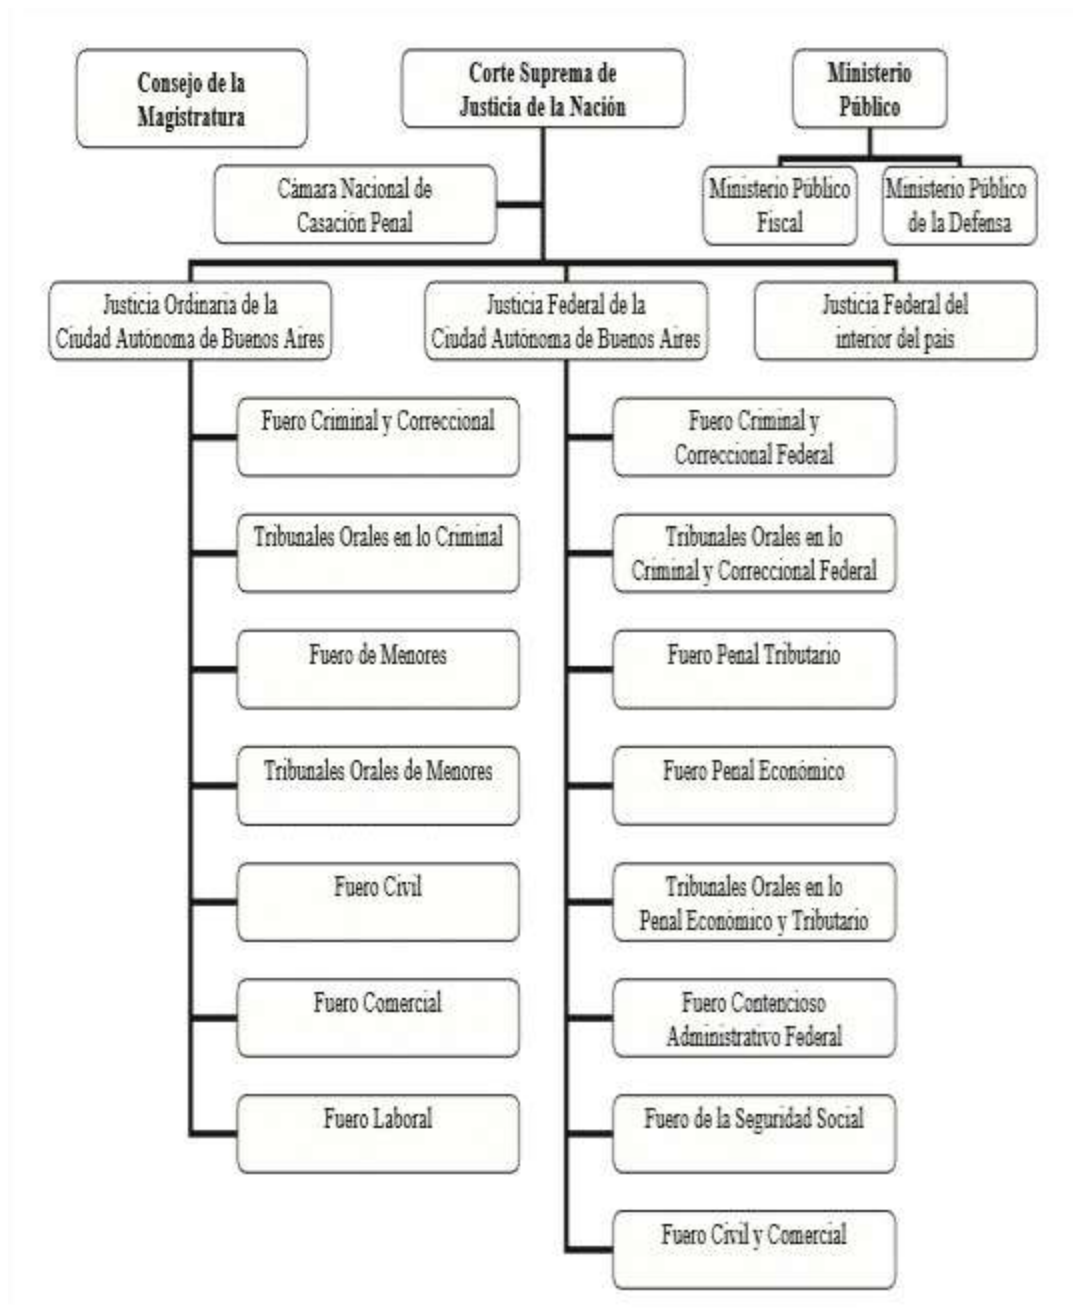 Consejo de la
Magistratura
Corte Suprema de
Justicia de la Nación
Ministerio
Público
Cámara Nacional de
Casación Penal
Ministerio Público
Fiscal
Ministerio Público
de la Defensa
Justicia Ordinaria de la
Ciudad Autónoma de Buenos Aires
Justicia Federal de la
Ciudad Autónoma de Buenos Aires
Justicia Federal del
interior del país
Fuero Criminal y Correccional
Tribunales Orales en lo Criminal
Fuero de Menores
Tribunales Orales de Menores
Fuero Civil
Fuero Comercial
Fuero Laboral
Fuero Criminal y
Correccional Federal
Tribunales Orales en lo
Criminal y Correccional Federal
Fuero Penal Tributario
Fuero Penal Económico
Tribunales Orales en lo
Penal Económico y Tributario
Fuero Contencioso
Administrativo Federal
Fuero de la Seguridad Social
Fuero Civil y Comercial